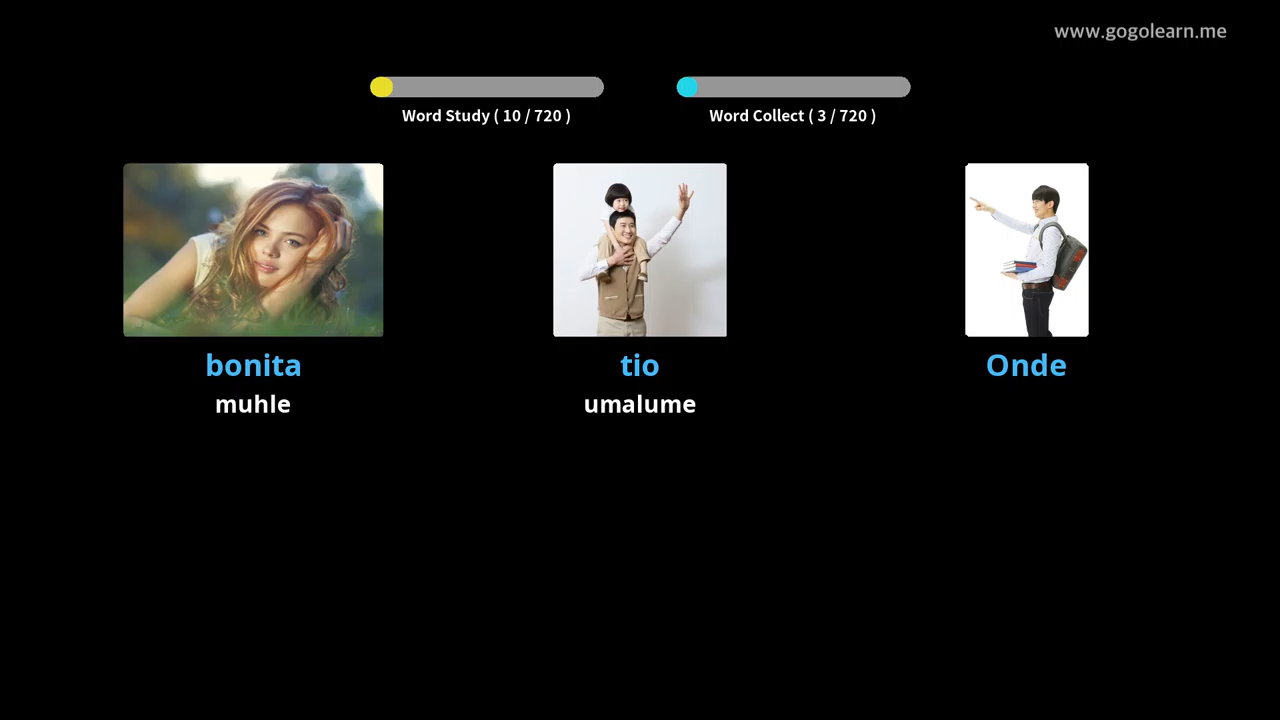 www.gogolearn.me
Word Study ( 10 / 720 )
Word Collect ( 3 / 720 )
bonita
muhle
tio
umalume
Onde